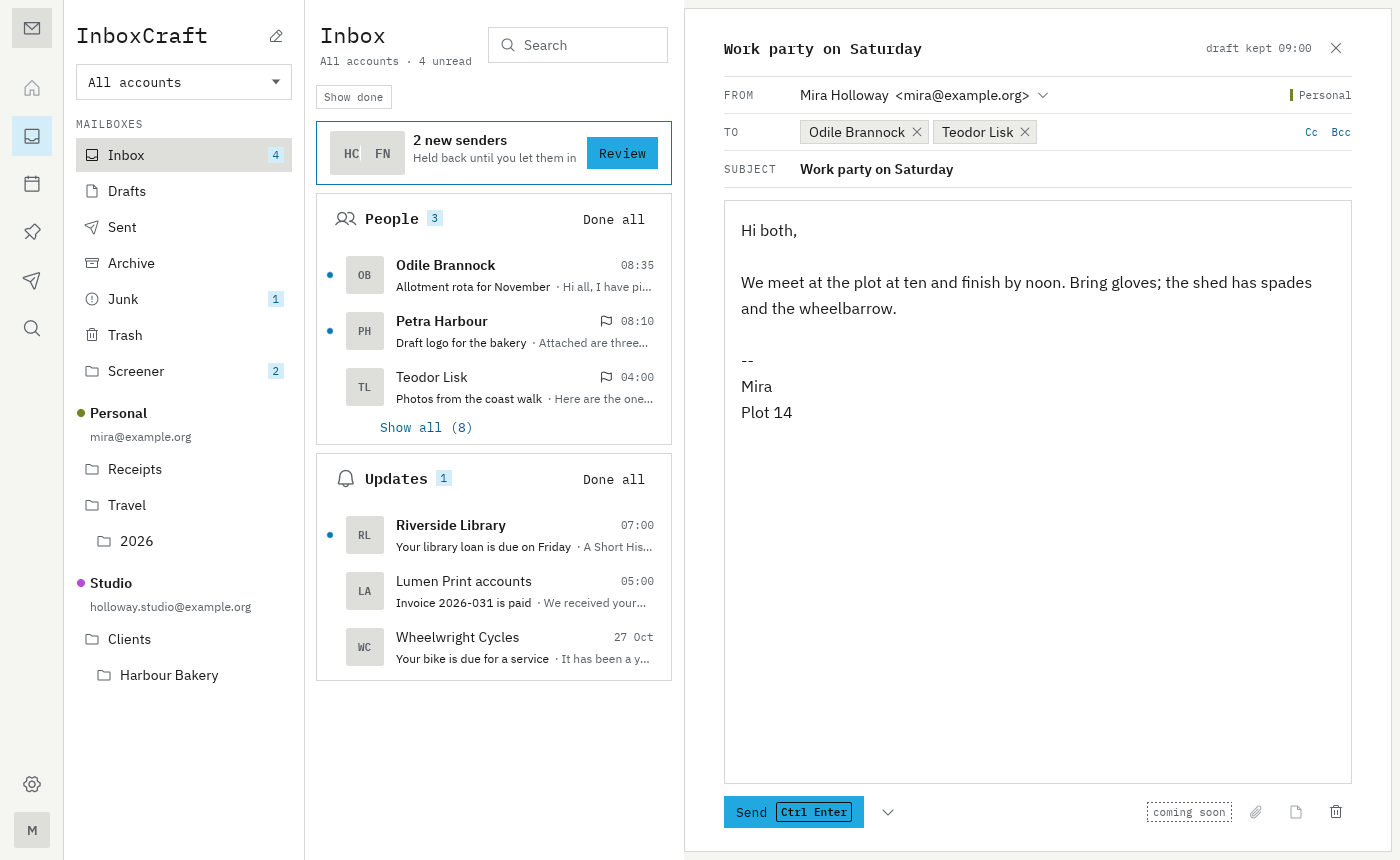 InboxCraft
All accounts
MAILBOXES
Inbox 4
Drafts
Sent
Archive
Junk 1
Trash
Screener 2
Personal
mira@example.org
Receipts
Travel
2026
Studio
holloway.studio@example.org
Clients
Harbour Bakery
M
Inbox
All accounts · 4 unread
Search
Show done
HC FN
2 new senders
Held back until you let them in
Review
People 3 Done all
OB
Odile Brannock 08:35
Allotment rota for November · Hi all, I have pi…
PH
Petra Harbour 08:10
Draft logo for the bakery · Attached are three…
TL
Teodor Lisk 04:00
Photos from the coast walk · Here are the one…
Show all (8)
Updates 1 Done all
RL
Riverside Library 07:00
Your library loan is due on Friday · A Short His…
LA
Lumen Print accounts 05:00
Invoice 2026-031 is paid · We received your…
WC
Wheelwright Cycles 27 Oct
Your bike is due for a service · It has been a y…
Work party on Saturday draft kept 09:00
FROM Mira Holloway <mira@example.org> Personal
TO Odile Brannock Teodor Lisk Cc Bcc
SUBJECT Work party on Saturday
Hi both,
We meet at the plot at ten and finish by noon. Bring gloves; the shed has spades
and the wheelbarrow.
--
Mira
Plot 14
Send Ctrl Enter
coming soon